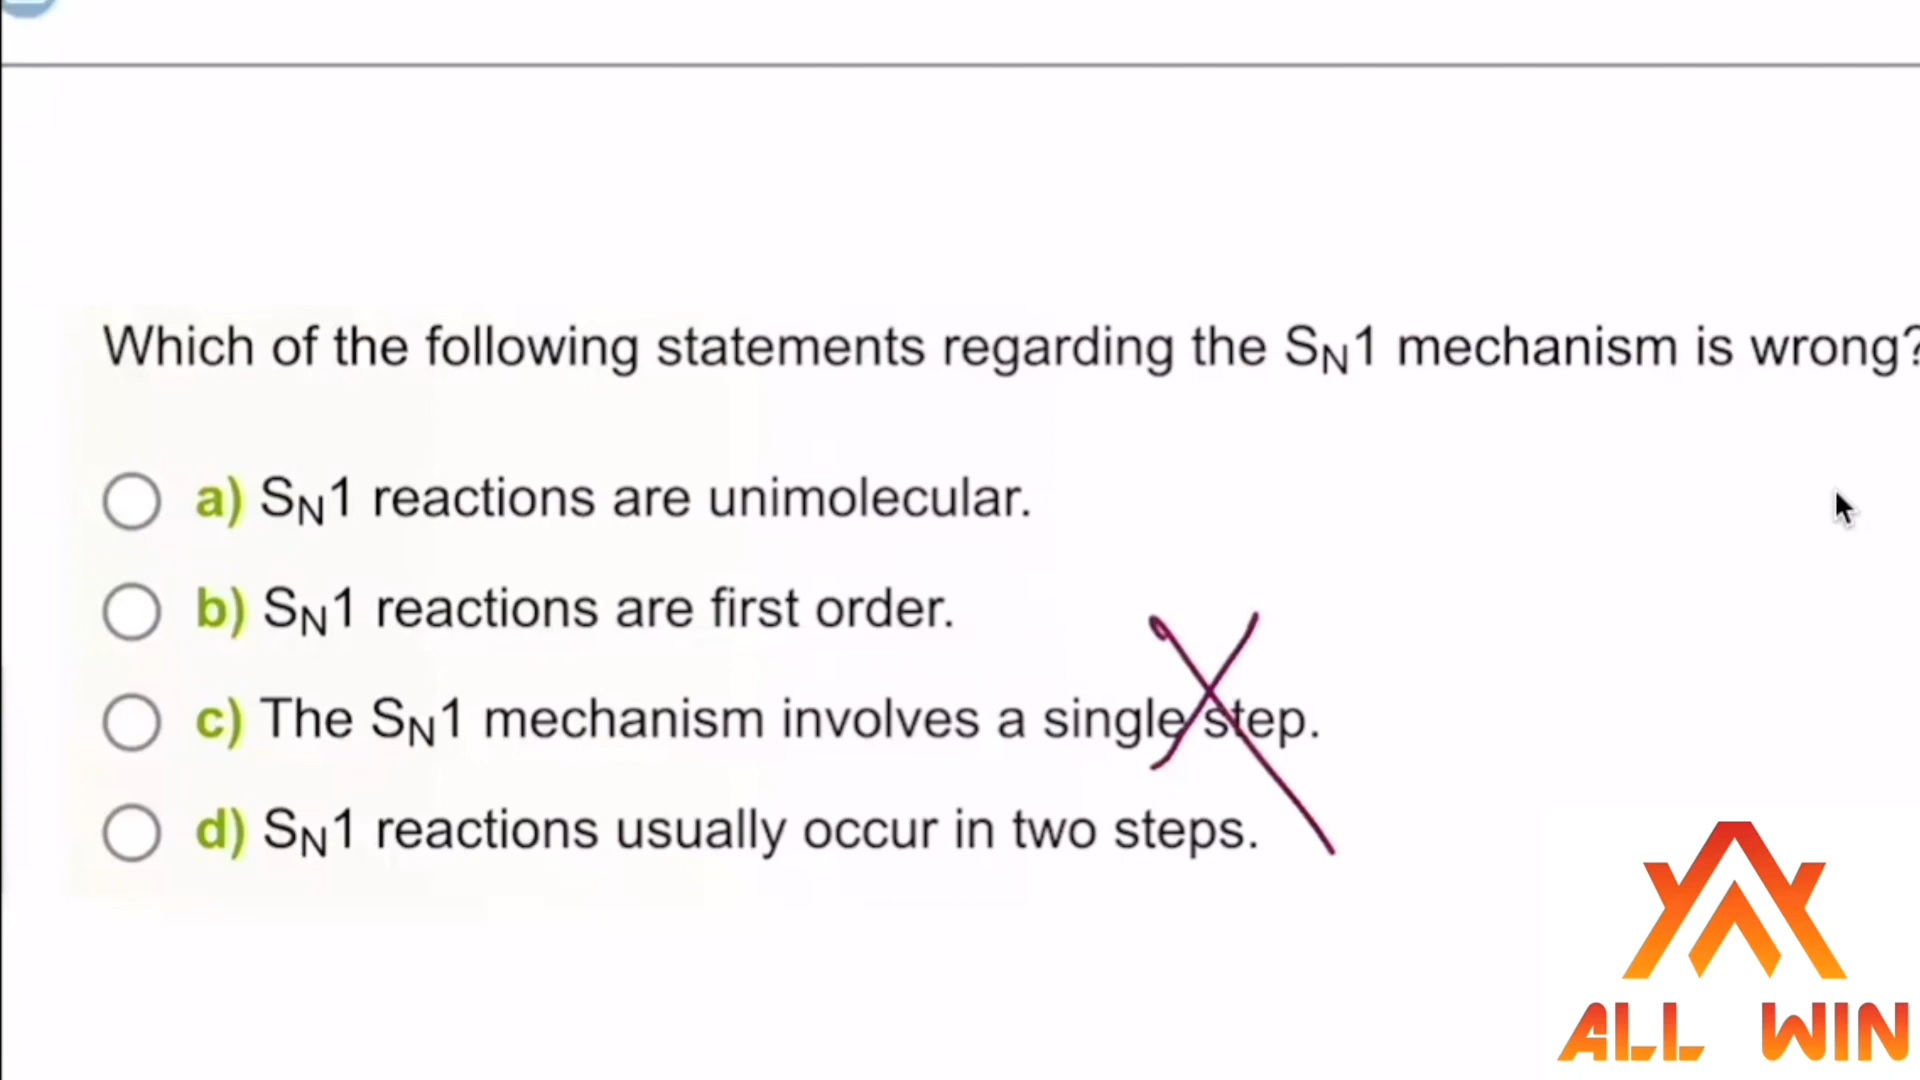 Which of the following statements regarding the SN1 mechanism is wrong?
a) SN1 reactions are unimolecular.
b) SN1 reactions are first order.
c) The SN1 mechanism involves a single step.
d) SN1 reactions usually occur in two steps.
ALL WIN